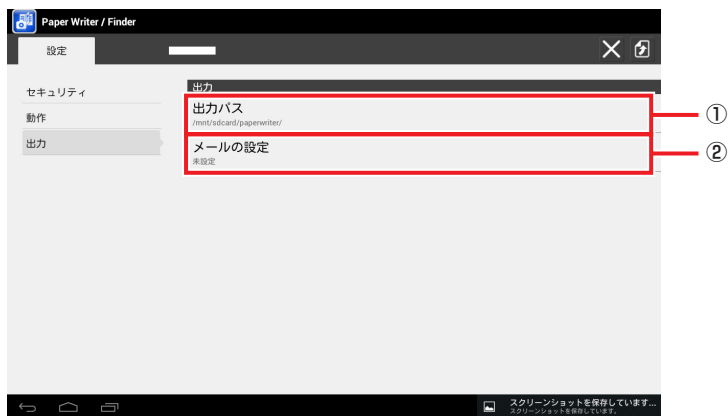 Paper Writer / Finder
設定
セキュリティ
動作
出力
出力
出力パス
/mnt/sdcard/paperwriter/
メールの設定
未設定
①
②
スクリーンショットを保存しています...
スクリーンショットを保存しています。